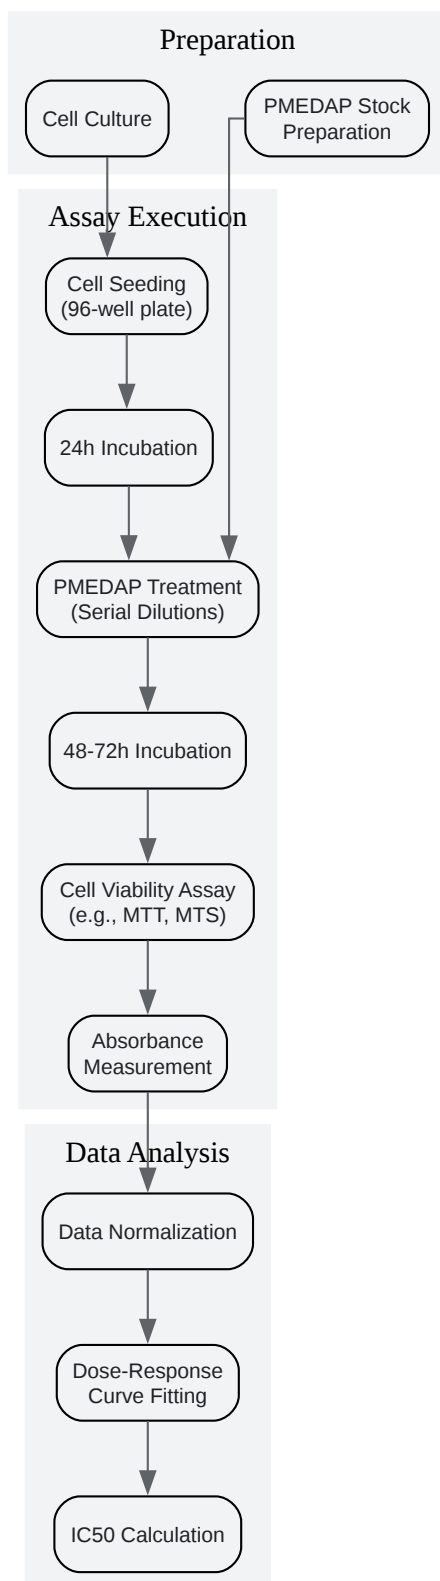 Preparation
Cell Culture
PMEDAP Stock
Preparation
Assay Execution
Cell Seeding
(96-well plate)
24h Incubation
PMEDAP Treatment
(Serial Dilutions)
48-72h Incubation
Cell Viability Assay
(e.g., MTT, MTS)
Absorbance
Measurement
Data Analysis
Data Normalization
Dose-Response
Curve Fitting
IC50 Calculation